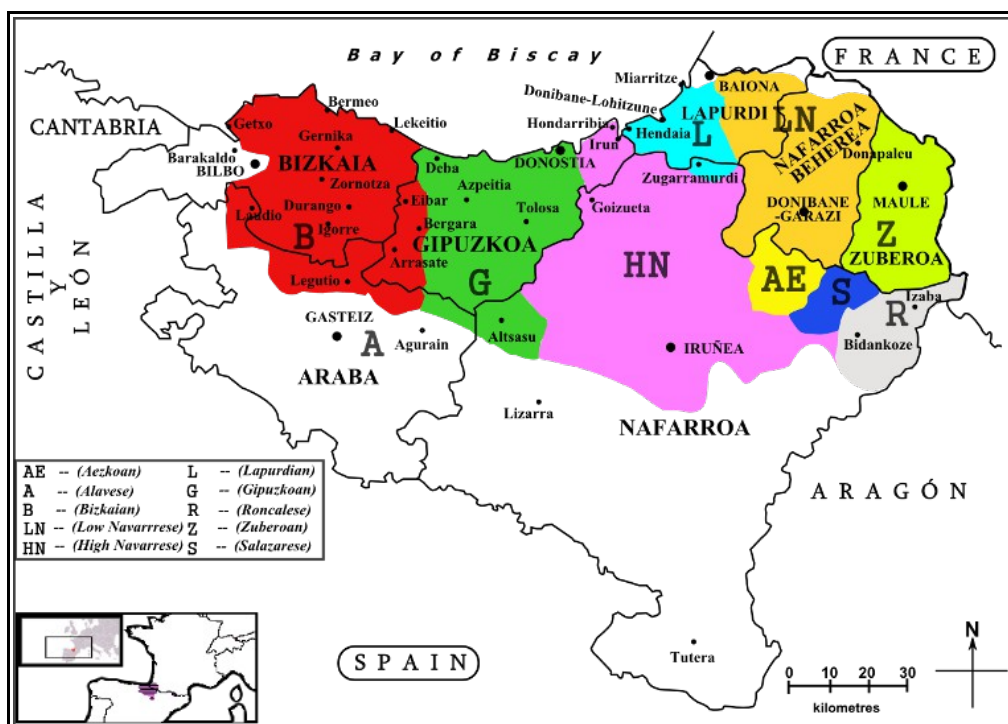 Bay of Biscay
FRANCE
Miarritze
BAIONA
CANTABRIA
Bermeo
Donibane-Lohitzune
LAPURDI
LN
Getxo
Lekeitio
Hondarribia
Hendaia
L
NAFARROA
BEHEREA
Gernika
Irun
Barakaldo
BILBO
BIZKAIA
Deba
DONOSTIA
Donapaleu
Zornotza
Azpeitia
Zugarramurdi
Laudio
Durango
Eibar
Tolosa
Goizueta
DONIBANE
-GARAZI
MAULE
Igorre
B
Bergara
GIPUZKOA
Z
ZUBEROA
Arrasate
HN
AE
S
Legutio
G
R
Izaba
CASTILLA
Y
LEÓN
GASTEIZ
A
Agurain
Altsasu
IRUÑEA
Bidankoze
ARABA
Lizarra
NAFARROA
ARAGÓN
AE -- (Aezkoan) L -- (Lapurdian)
A -- (Alavese) G -- (Gipuzkoan)
B -- (Bizkaian) R -- (Roncalese)
LN -- (Low Navarrrese) Z -- (Zuberoan)
HN -- (High Navarrese) S -- (Salazarese)
SPAIN
Tutera
N
0 10 20 30
kilometres